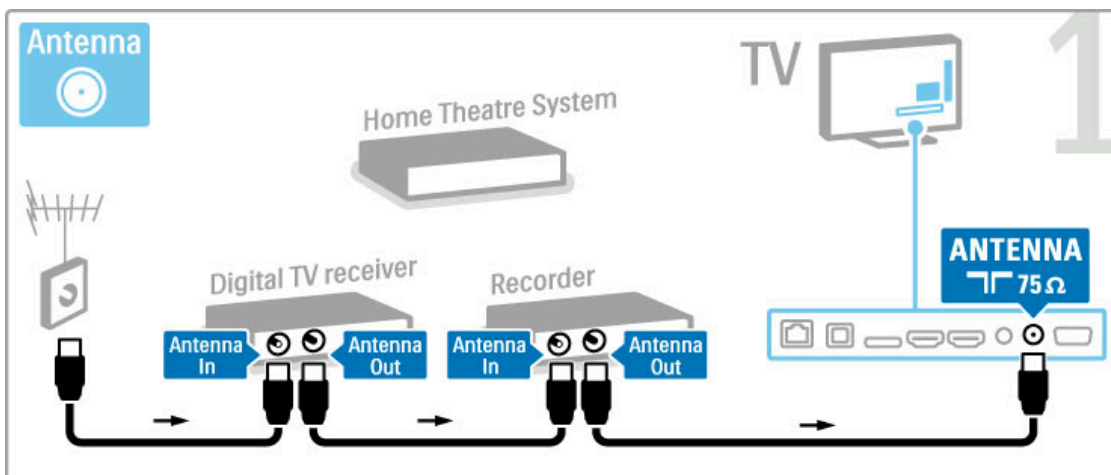 Antenna
TV
1
Home Theatre System
ANTENNA
75 Ω
Digital TV receiver
Recorder
Antenna
In
Antenna
Out
Antenna
In
Antenna
Out